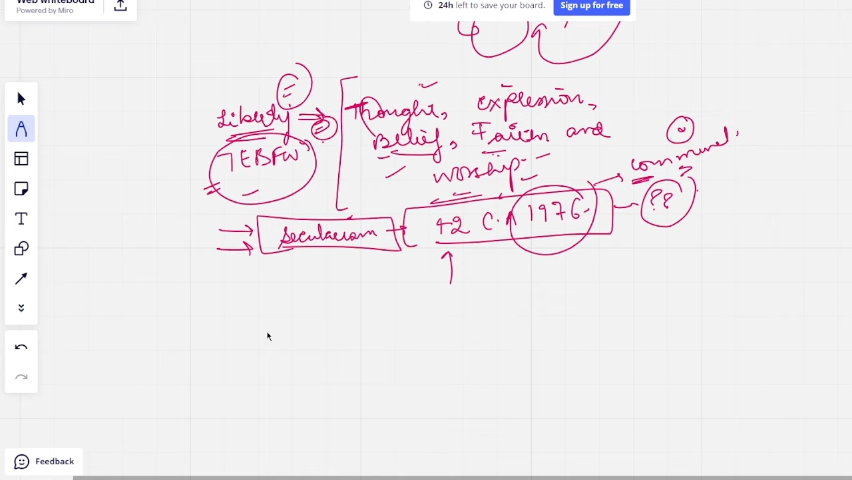 Web whiteboard
Powered by Miro
24h left to save your board.
Sign up for free
Liberty
Thought, expression,
Belief, Faith and
worship
TEBFW
communal,
secularism
42 C.A 1976
??
Feedback